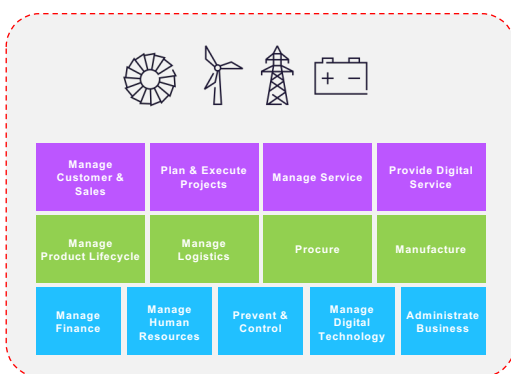 Manage
Customer &
Sales
Plan & Execute
Projects
Manage Service
Provide Digital
Service
Manage
Product Lifecycle
Manage
Logistics
Procure
Manufacture
Manage
Finance
Manage
Human
Resources
Prevent &
Control
Manage
Digital
Technology
Administrate
Business